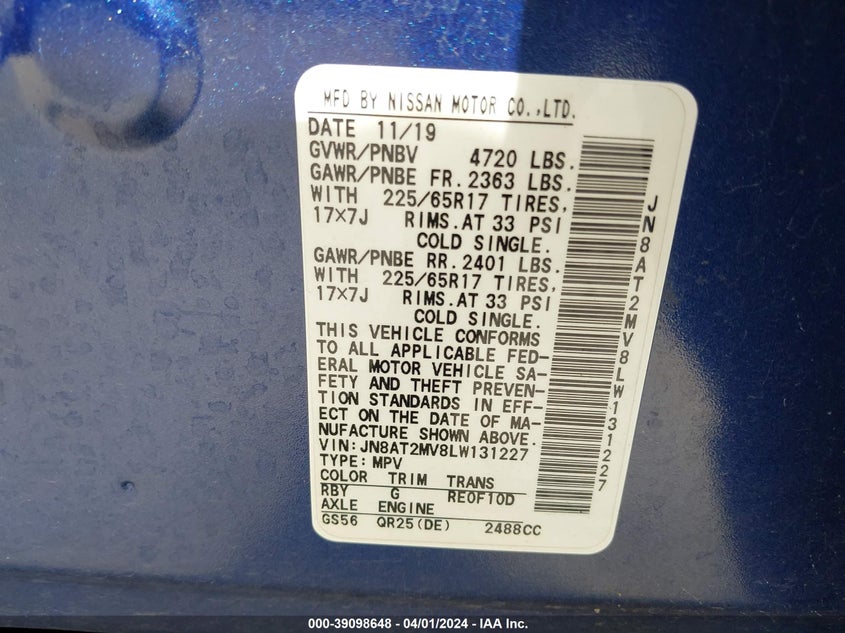 MFD BY NISSAN MOTOR CO.,LTD.
DATE 11/19
GVWR/PNBV 4720 LBS.
GAWR/PNBE FR.2363 LBS.
WITH 225/65R17 TIRES,
17×7J RIMS.AT 33 PSI
COLD SINGLE.
GAWR/PNBE RR.2401 LBS.
WITH 225/65R17 TIRES,
17×7J RIMS.AT 33 PSI
COLD SINGLE.
THIS VEHICLE CONFORMS
TO ALL APPLICABLE FED-
ERAL MOTOR VEHICLE SA-
FETY AND THEFT PREVEN-
TION STANDARDS IN EFF-
ECT ON THE DATE OF MA-
NUFACTURE SHOWN ABOVE.
VIN:JN8AT2MV8LW131227
TYPE:MPV
COLOR TRIM TRANS
RBY G RE0F10D
AXLE ENGINE
GS56 QR25(DE) 2488CC
JN8AT2MV8LW131227
000-39098648 - 04/01/2024 - IAA Inc.